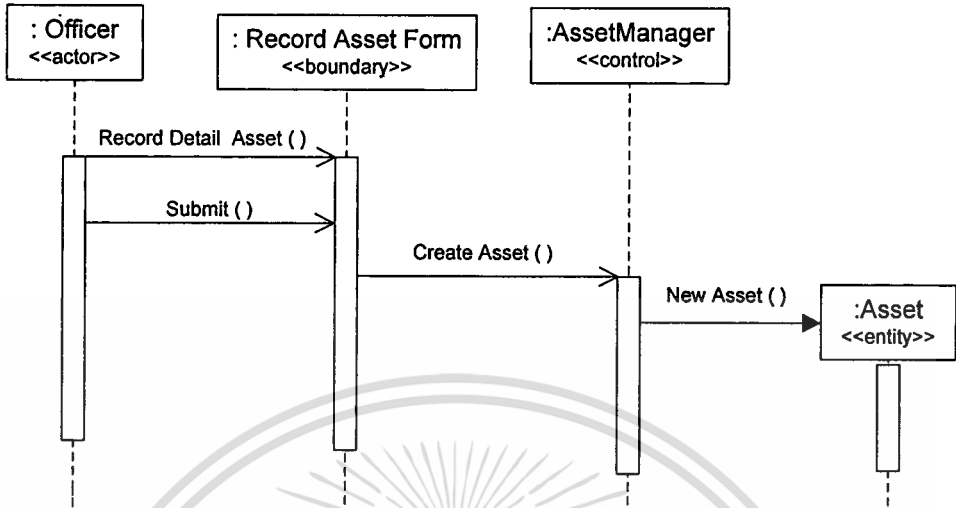 : Officer
<<actor>>
: Record Asset Form
<<boundary>>
:AssetManager
<<control>>
Record Detail Asset ( )
Submit ( )
Create Asset ( )
New Asset ( )
:Asset
<<entity>>